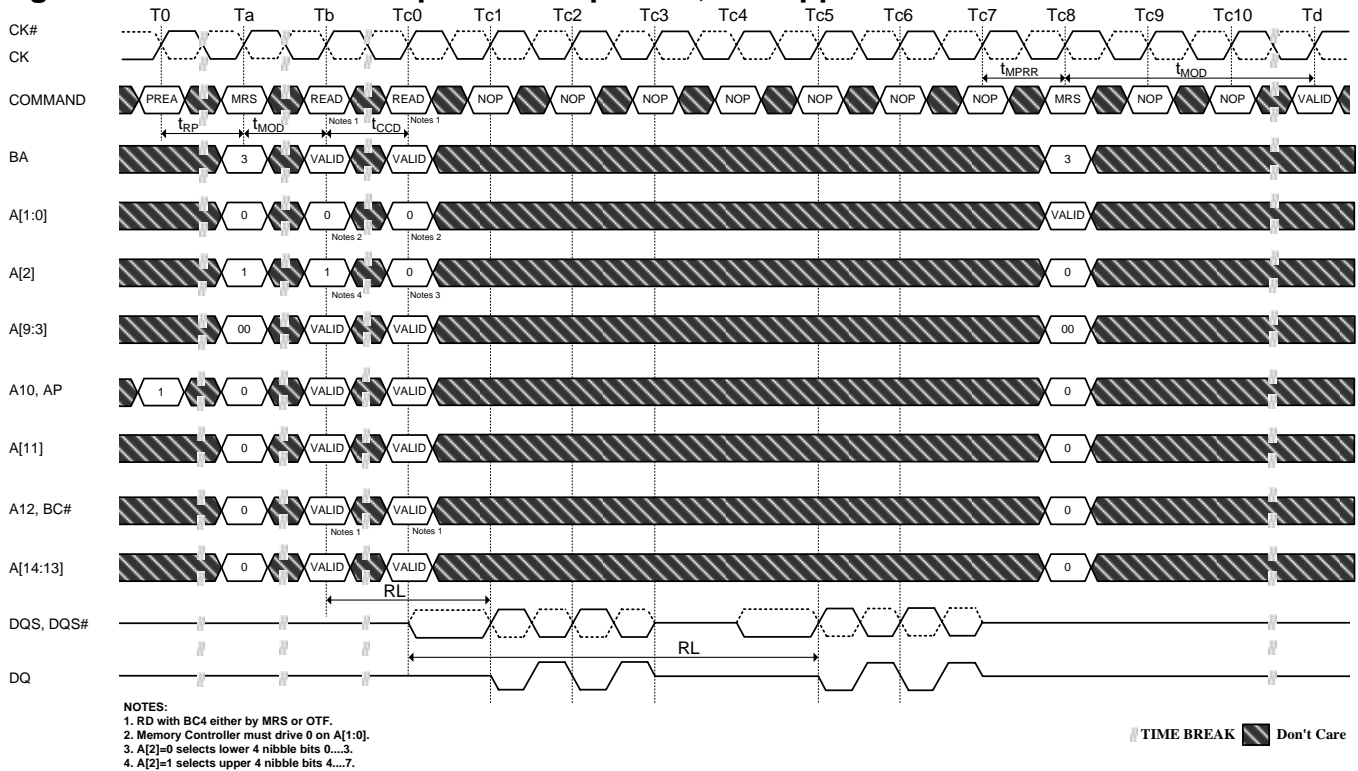 T0 Ta Tb Tc0 Tc1 Tc2 Tc3 Tc4 Tc5 Tc6 Tc7 Tc8 Tc9 Tc10 Td
CK#
CK
tMPRR tMOD
COMMAND PREA MRS READ READ NOP NOP NOP NOP NOP NOP NOP MRS NOP NOP VALID
Notes 1 Notes 1
tRP tMOD tCCD
BA 3 VALID VALID 3
A[1:0] 0 0 0 VALID
Notes 2 Notes 2
A[2] 1 1 0 0
Notes 4 Notes 3
A[9:3] 00 VALID VALID 00
A10, AP 1 0 VALID VALID 0
A[11] 0 VALID VALID 0
A12, BC# 0 VALID VALID 0
Notes 1 Notes 1
A[14:13] 0 VALID VALID 0
RL
DQS, DQS#
RL
DQ
NOTES:
1. RD with BC4 either by MRS or OTF.
2. Memory Controller must drive 0 on A[1:0].
3. A[2]=0 selects lower 4 nibble bits 0....3.
4. A[2]=1 selects upper 4 nibble bits 4....7.
TIME BREAK Don't Care